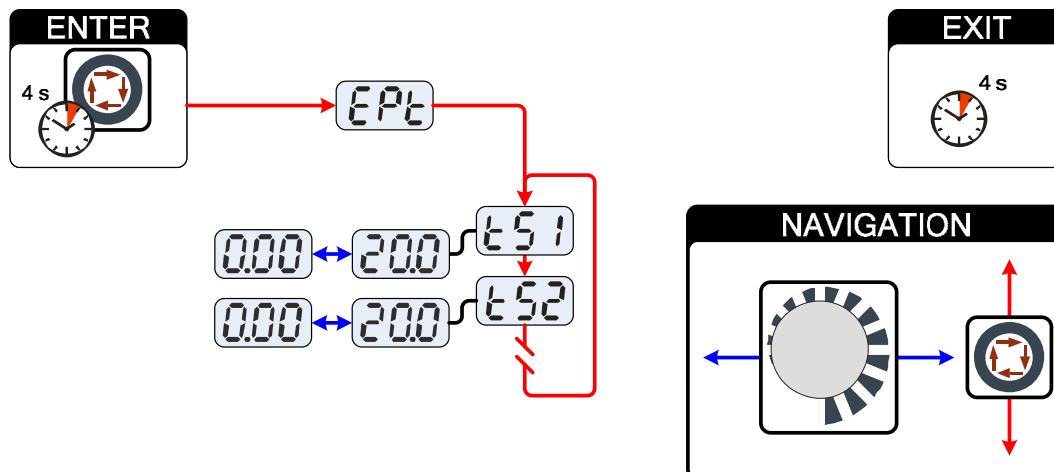 ENTER
4 s
EPt
EXIT
4 s
tS1
0.00
20.0
tS2
0.00
20.0
NAVIGATION